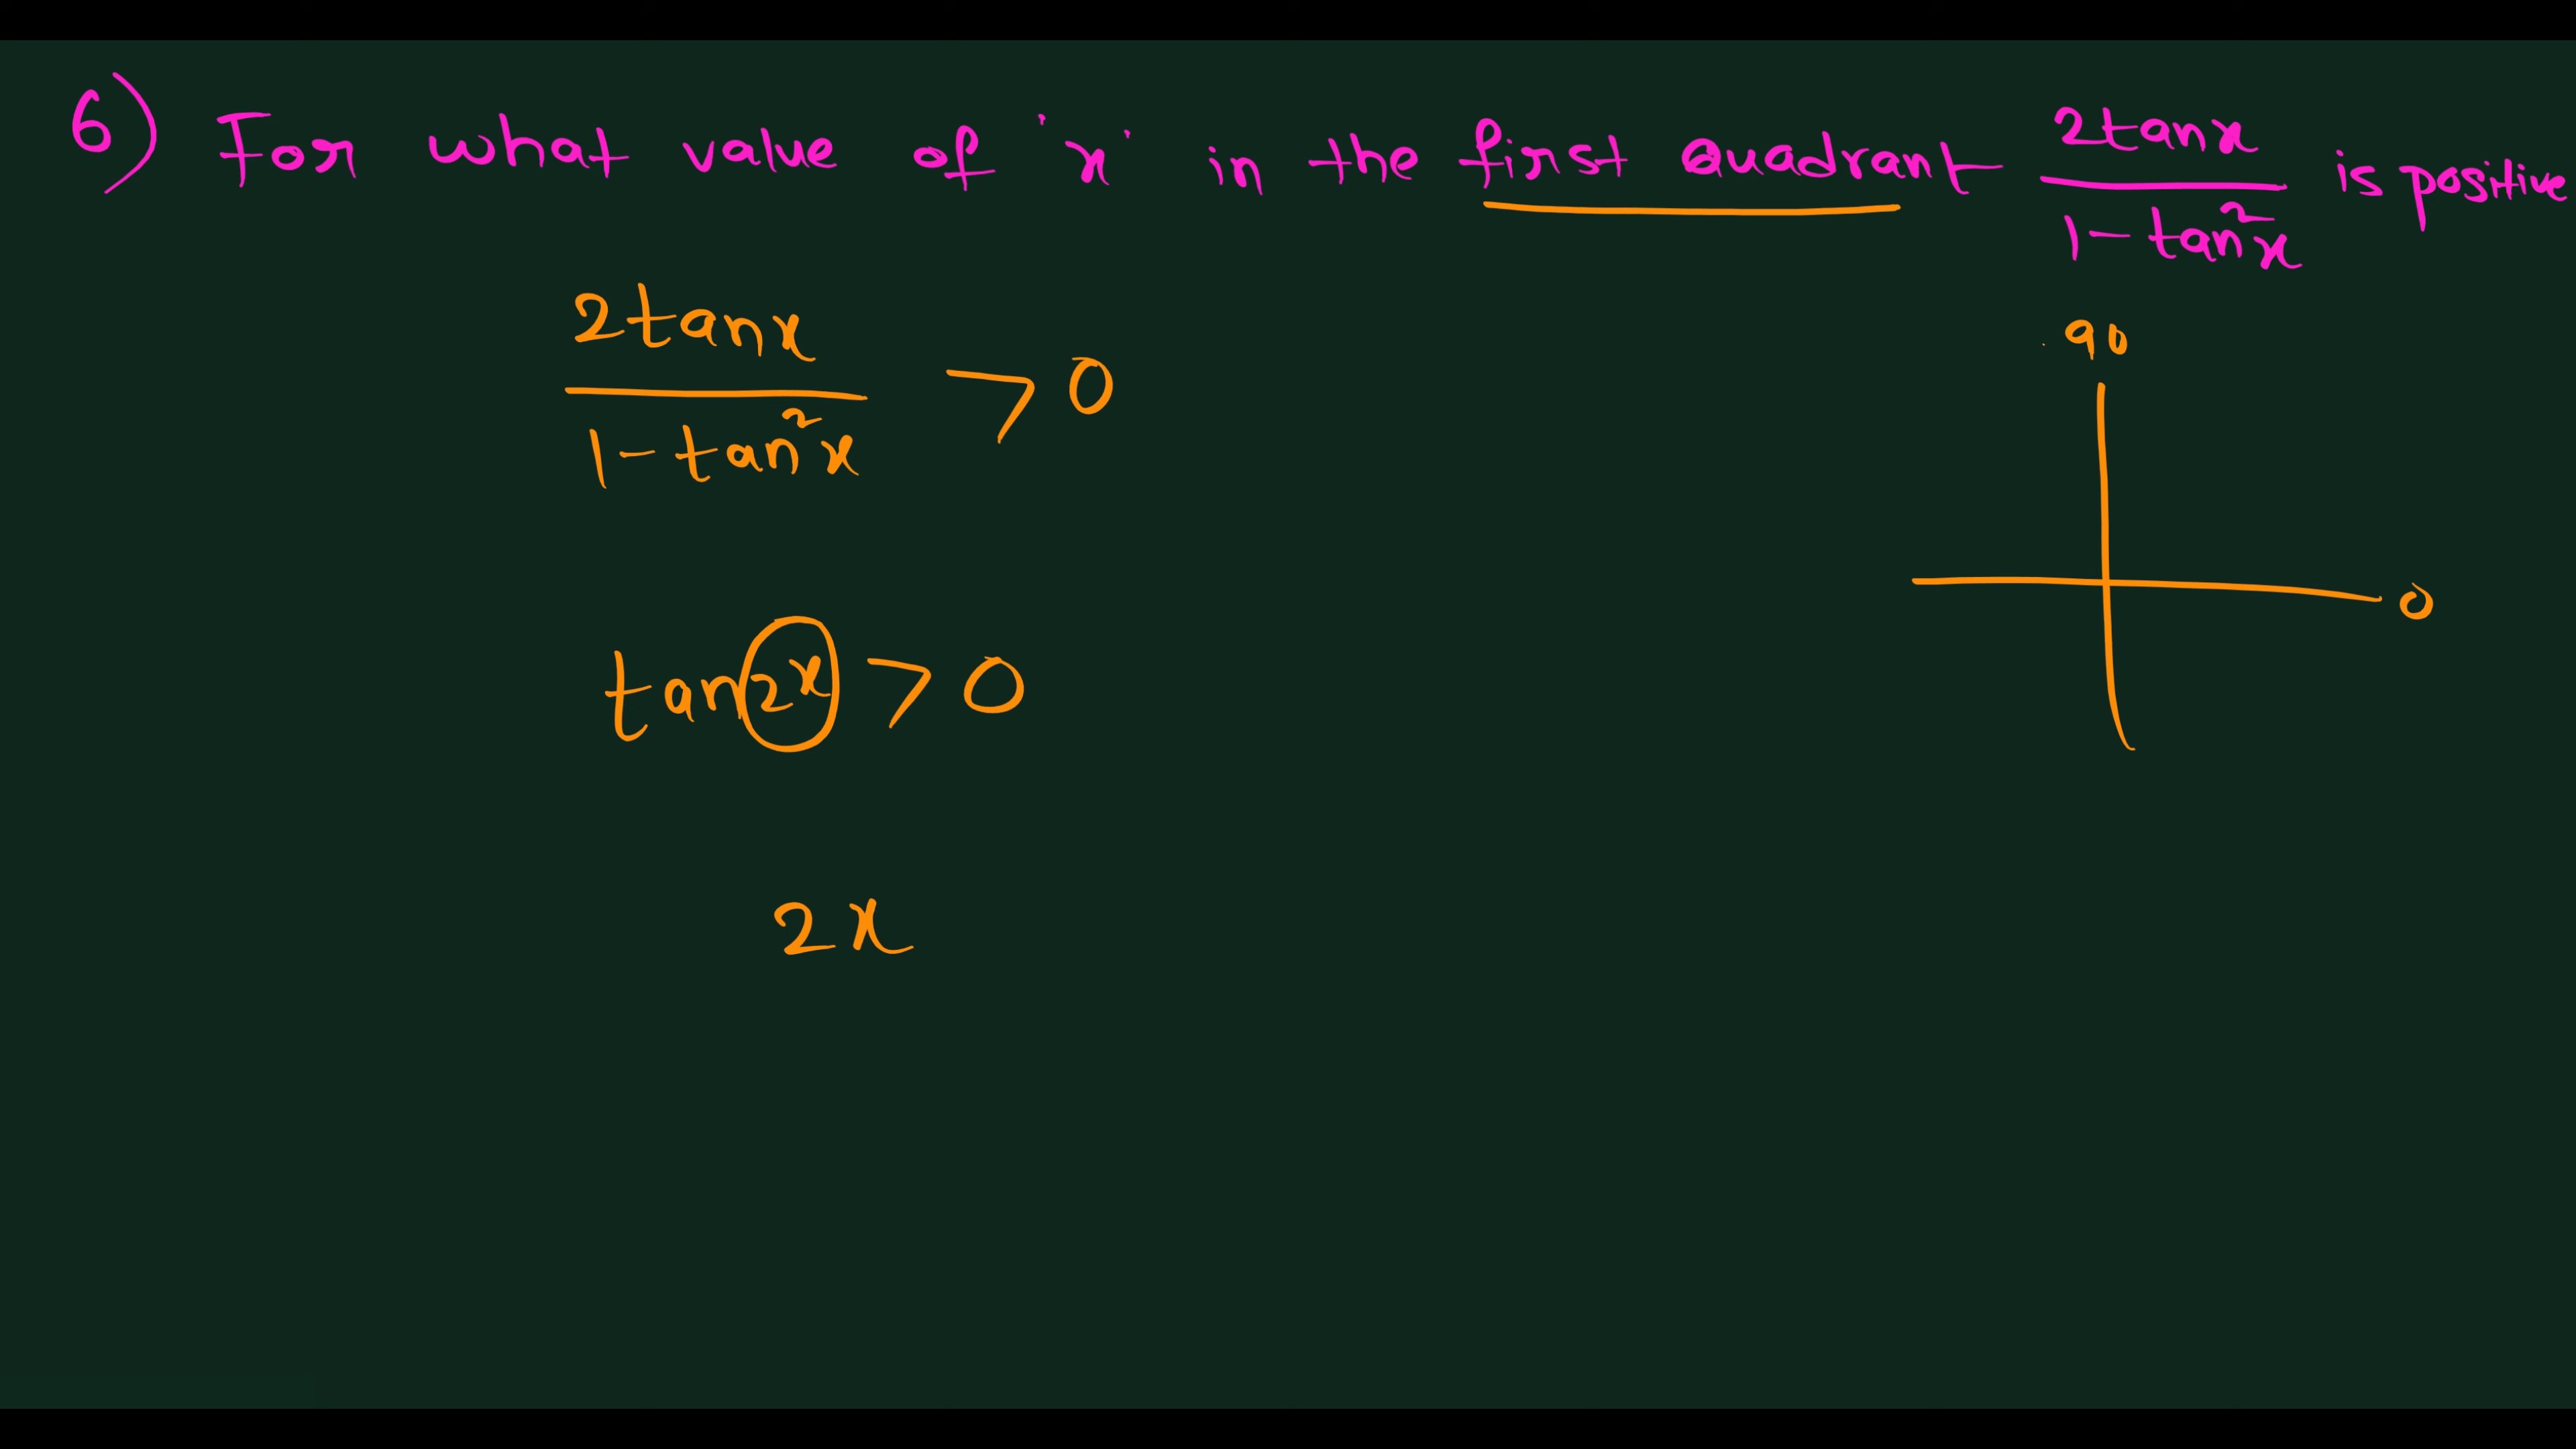 6) For what value of 'x' in the first Quadrant 2tanx / 1-tan²x is positive
2tanx / 1-tan²x > 0
90
0
tan2x > 0
2x